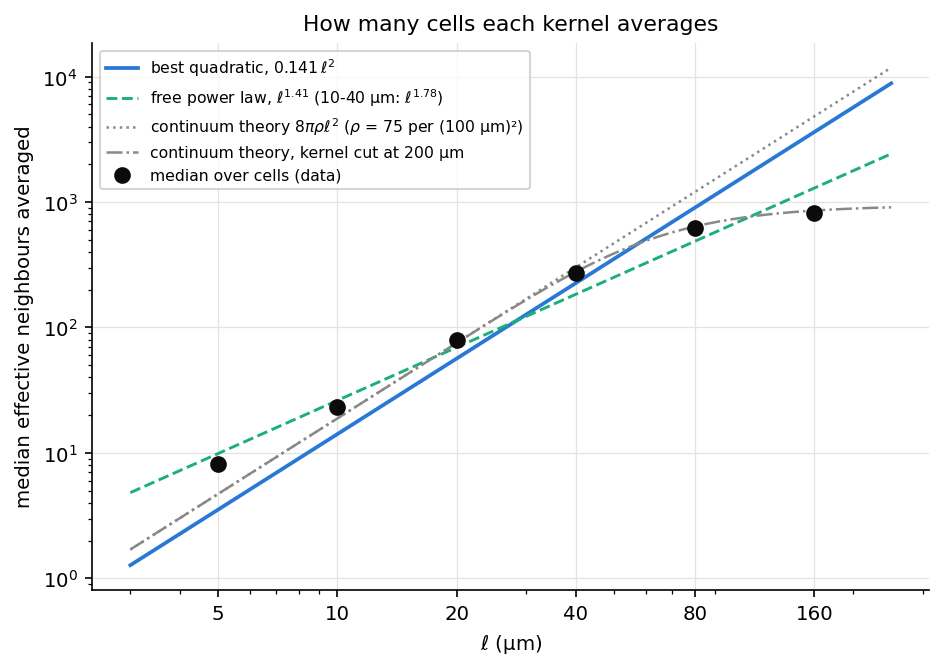 How many cells each kernel averages
best quadratic, 0.141 ℓ²
free power law, ℓ¹·⁴¹ (10-40 μm: ℓ¹·⁷⁸)
continuum theory 8πρℓ² (ρ = 75 per (100 μm)²)
continuum theory, kernel cut at 200 μm
median over cells (data)
median effective neighbours averaged
10⁴
10³
10²
10¹
10⁰
5 10 20 40 80 160
ℓ (μm)